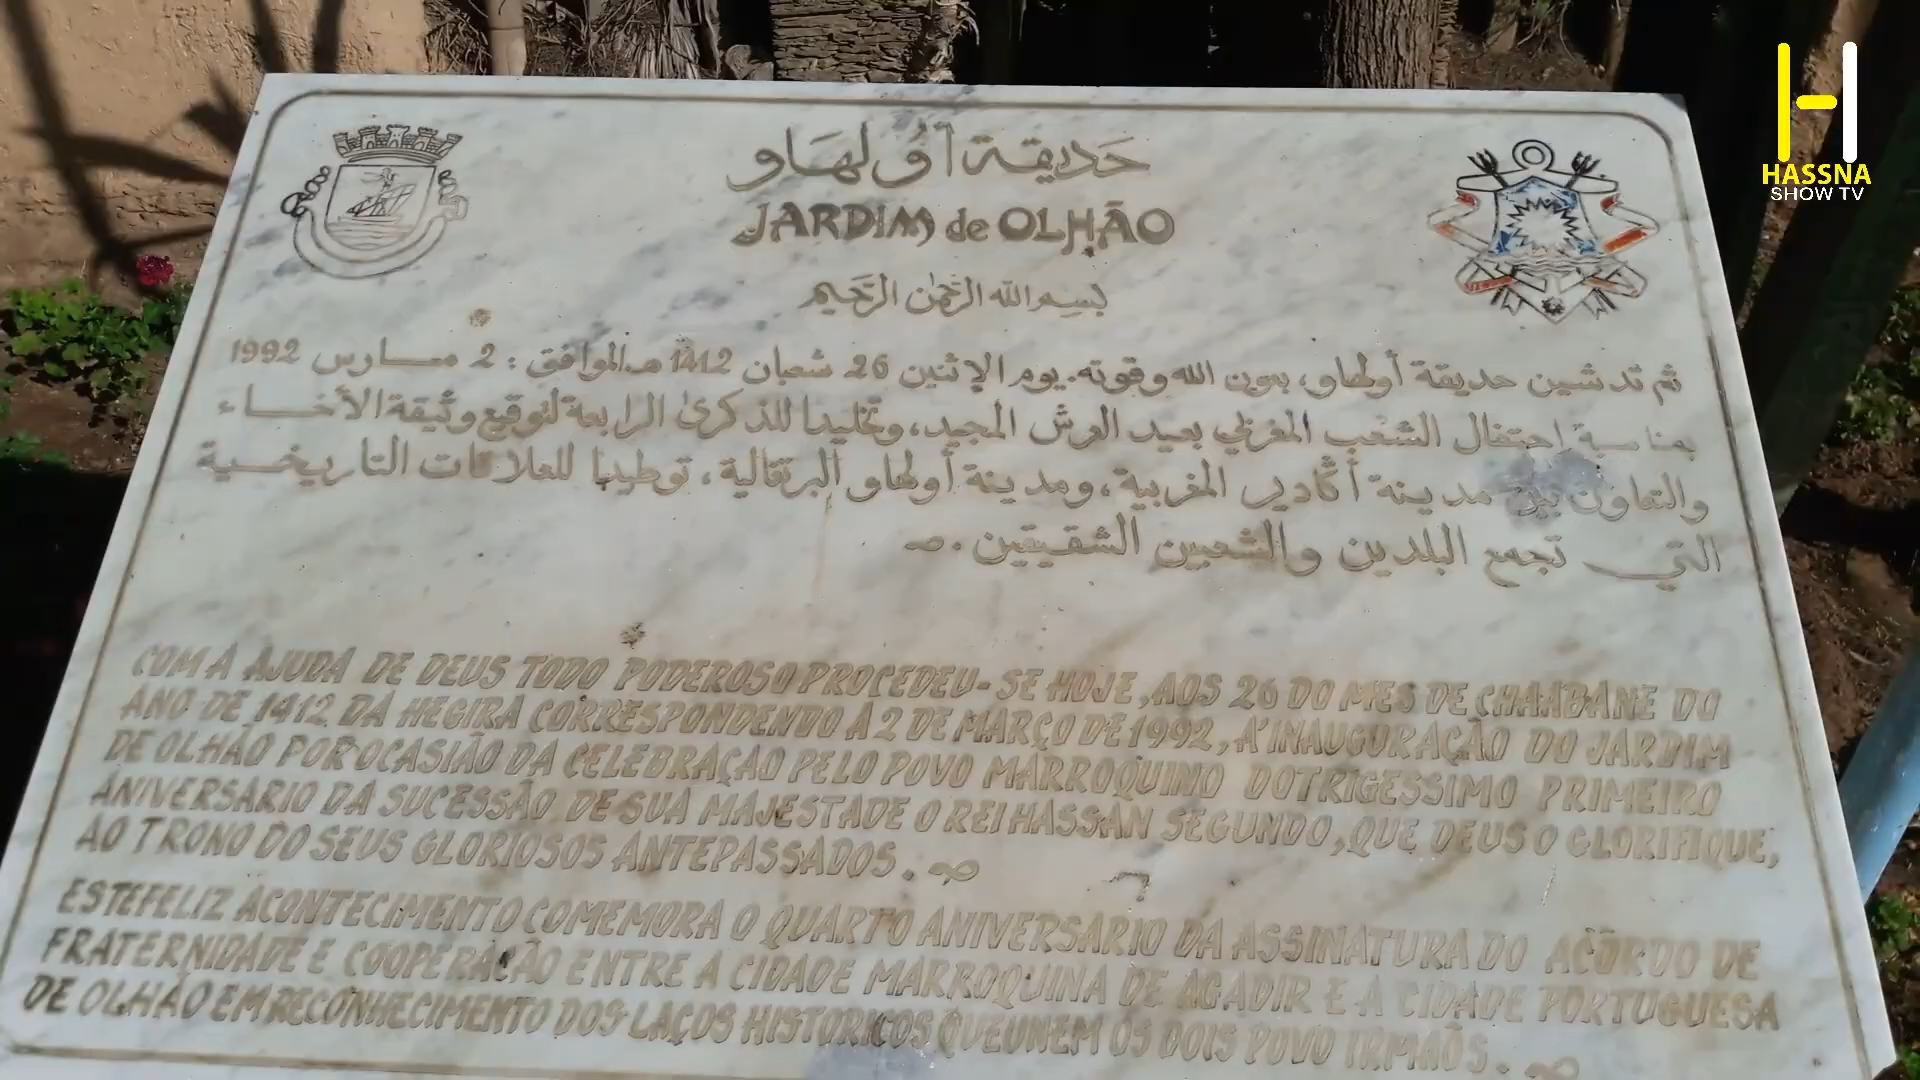 حديقة أولهاو
JARDIM de OLHÃO
بسم الله الرحمن الرحيم
ثم تدشين حديقة أولهاو، بعون الله وقوته. يوم الإثنين 26 شعبان 1412 هـ الموافق : 2 مارس 1992
بمناسبة إحتفال الشعب المغربي بعيد العرش المجيد، وتخليدا للذكرى الرابعة لتوقيع وثيقة الأخاء
والتعاون بين مدينة أكادير المغربية، ومدينة أولهاو البرتقالية، توطيدا للعلاقات التاريخية
التي تجمع البلدين والشعبين الشقيقين.
COM A AJUDA DE DEUS TODO PODEROSO PROCEDEU-SE HOJE, AOS 26 DO MES DE CHAABANE DO
ANO DE 1412 DA HEGIRA CORRESPONDENDO A 2 DE MARÇO DE 1992, A' INAUGURAÇÃO DO JARDIM
DE OLHÃO POR OCASIÃO DA CELEBRAÇÃO PELO POVO MARROQUINO DO TRIGESSIMO PRIMEIRO
ANIVERSARIO DA SUCESSÃO DE SUA MAJESTADE O REI HASSAN SEGUNDO, QUE DEUS O GLORIFIQUE,
AO TRONO DO SEUS GLORIOSOS ANTEPASSADOS.
ESTE FELIZ ACONTECIMENTO COMEMORA O QUARTO ANIVERSARIO DA ASSINATURA DO ACÕRDO DE
FRATERNIDADE E COOPERAÇÃO ENTRE A CIDADE MARROQUINA DE AGADIR E A CIDADE PORTUGUESA
DE OLHÃO EM RECONHECIMENTO DOS LAÇOS HISTORICOS QUE UNEM OS DOIS POVO IRMAÕS.
HASSNA
SHOW TV